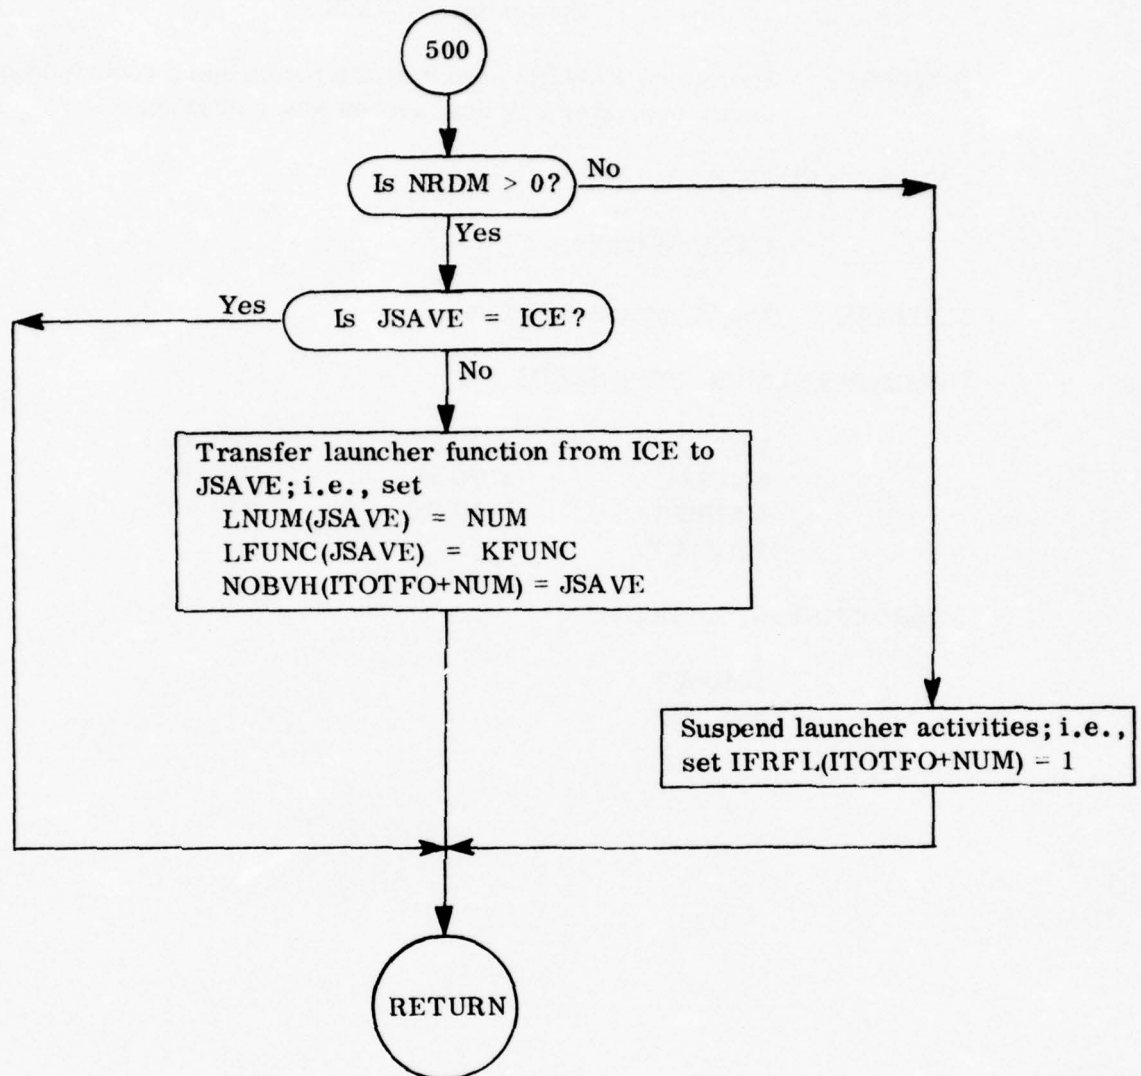 500
Is NRDM > 0?
No
Yes
Is JSAVE = ICE?
Yes
No
Transfer launcher function from ICE to
JSAVE; i.e., set
LNUM(JSAVE) = NUM
LFUNC(JSAVE) = KFUNC
NOBVH(ITOTFO+NUM) = JSAVE
Suspend launcher activities; i.e.,
set IFRFL(ITOTFO+NUM) = 1
RETURN